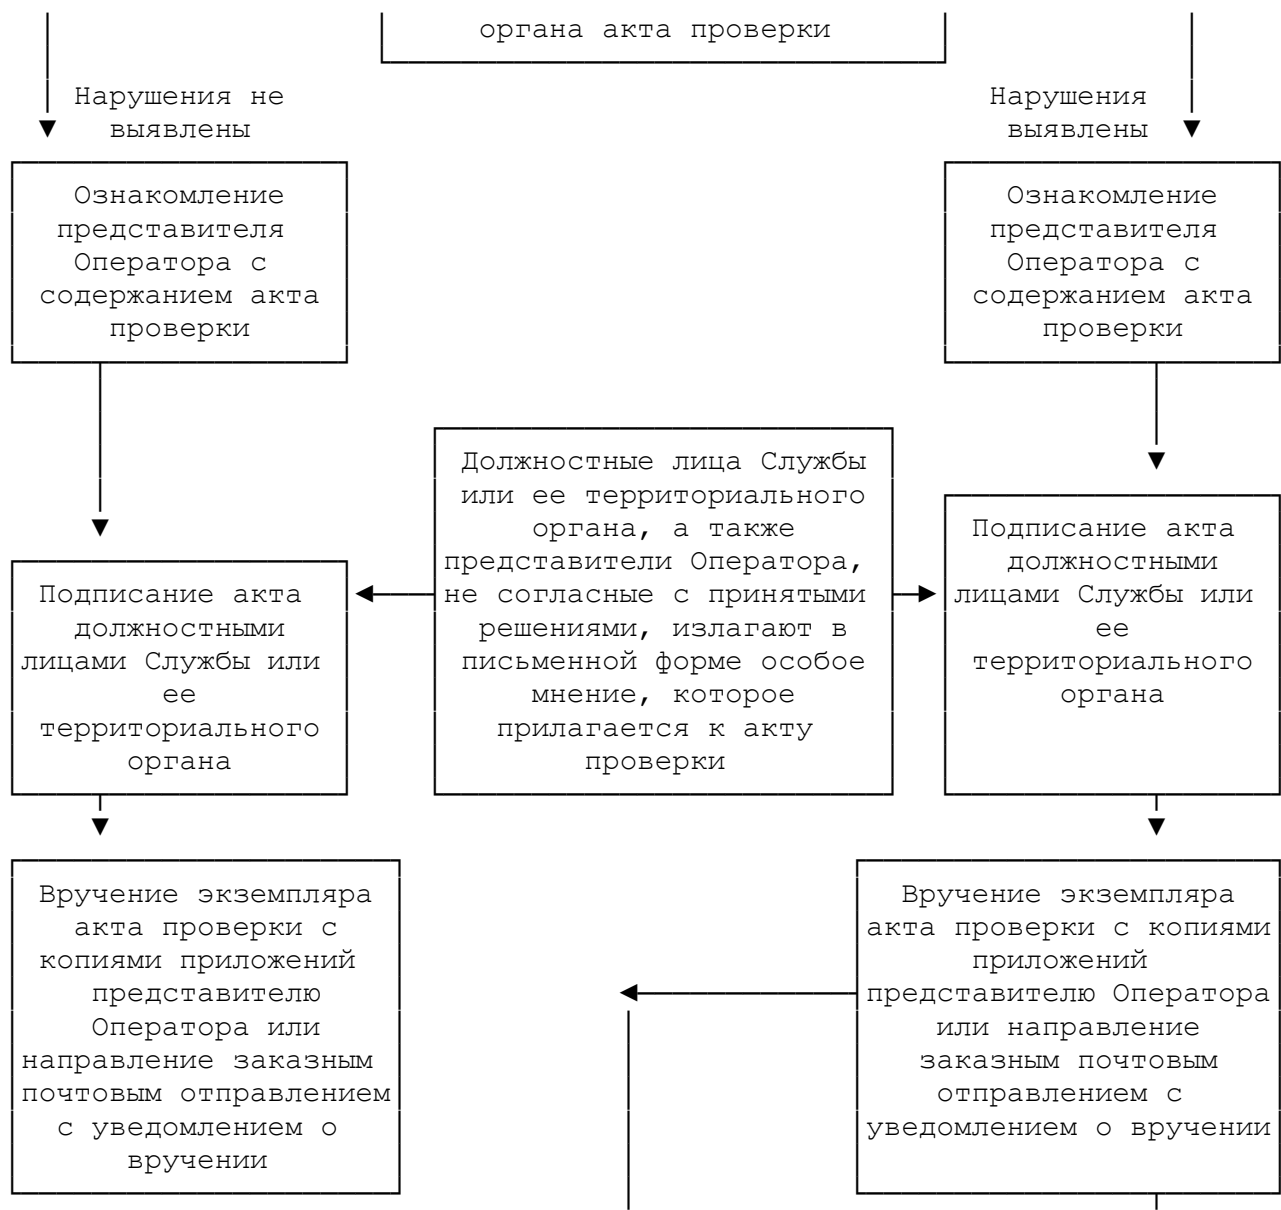 органа акта проверки
Нарушения не
выявлены
Нарушения
выявлены
Ознакомление
представителя
Оператора с
содержанием акта
проверки
Ознакомление
представителя
Оператора с
содержанием акта
проверки
Должностные лица Службы
или ее территориального
органа, а также
представители Оператора,
не согласные с принятыми
решениями, излагают в
письменной форме особое
мнение, которое
прилагается к акту
проверки
Подписание акта
должностными
лицами Службы или
ее
территориального
органа
Подписание акта
должностными
лицами Службы или
ее
территориального
органа
Вручение экземпляра
акта проверки с
копиями приложений
представителю
Оператора или
направление заказным
почтовым отправлением
с уведомлением о
вручении
Вручение экземпляра
акта проверки с копиями
приложений
представителю Оператора
или направление
заказным почтовым
отправлением с
уведомлением о вручении